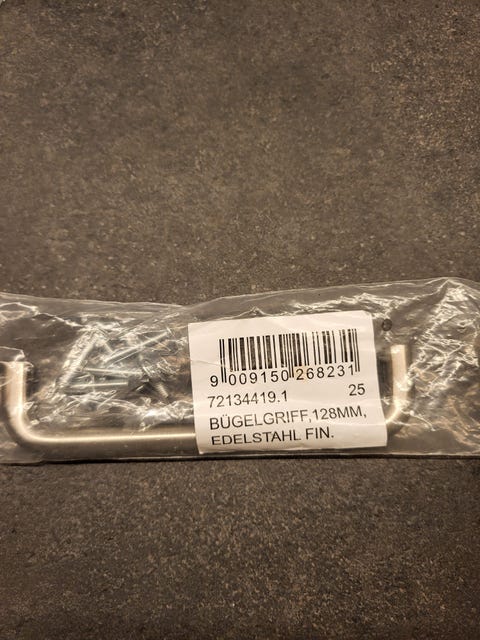 9 009150 268231
72134419.1 25
BÜGELGRIFF,128MM,
EDELSTAHL FIN.